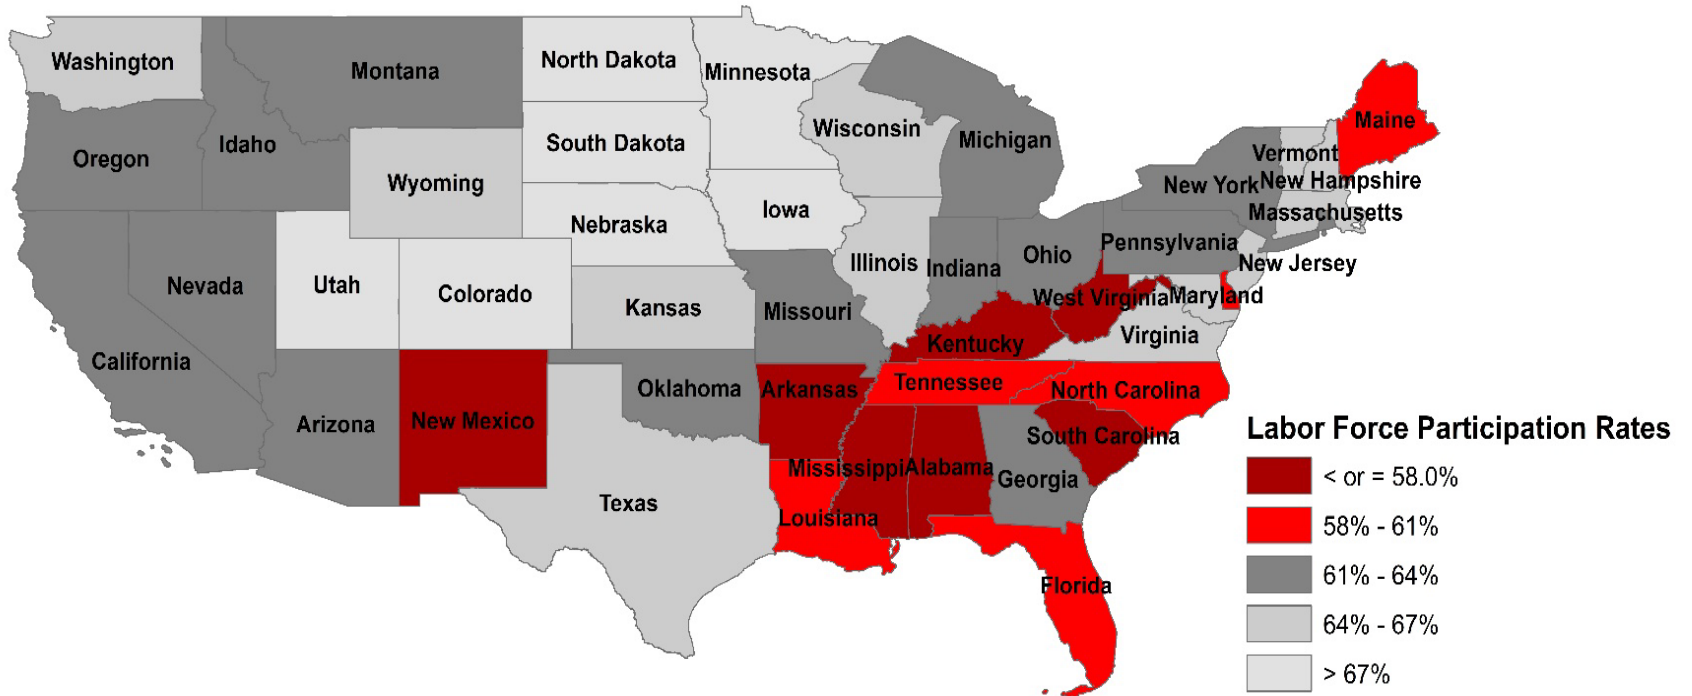 Washington
Montana
North Dakota
Minnesota
Maine
Wisconsin
Michigan
Oregon
Idaho
South Dakota
Vermont
Wyoming
New York
New Hampshire
Iowa
Nebraska
Massachusetts
Pennsylvania
Ohio
Illinois
Indiana
New Jersey
Nevada
Utah
Colorado
Kansas
Missouri
West Virginia
Maryland
Virginia
California
Kentucky
Oklahoma
Arkansas
Tennessee
North Carolina
Arizona
New Mexico
South Carolina
Mississippi
Alabama
Georgia
Texas
Louisiana
Florida
Labor Force Participation Rates
< or = 58.0%
58% - 61%
61% - 64%
64% - 67%
> 67%